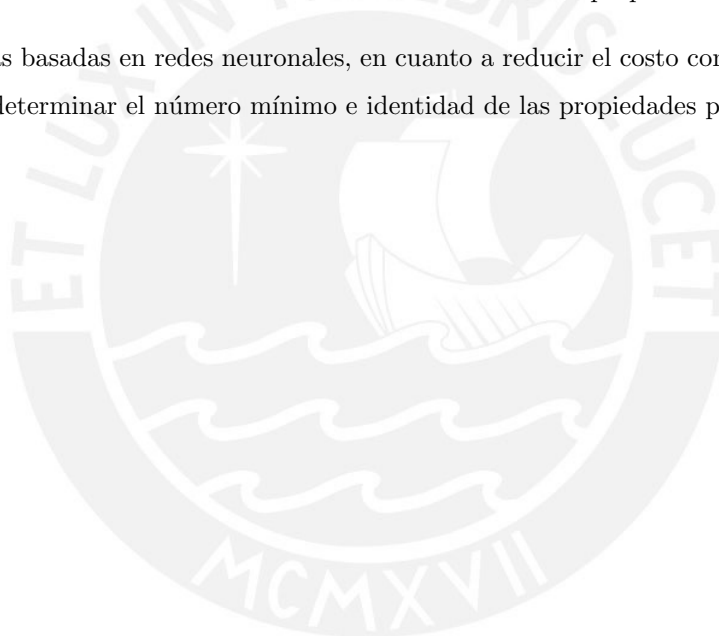 s basadas en redes neuronales, en cuanto a reducir el costo co
determinar el número mínimo e identidad de las propiedades p
ET LUX IN BRIS LUCET
MCMXVII